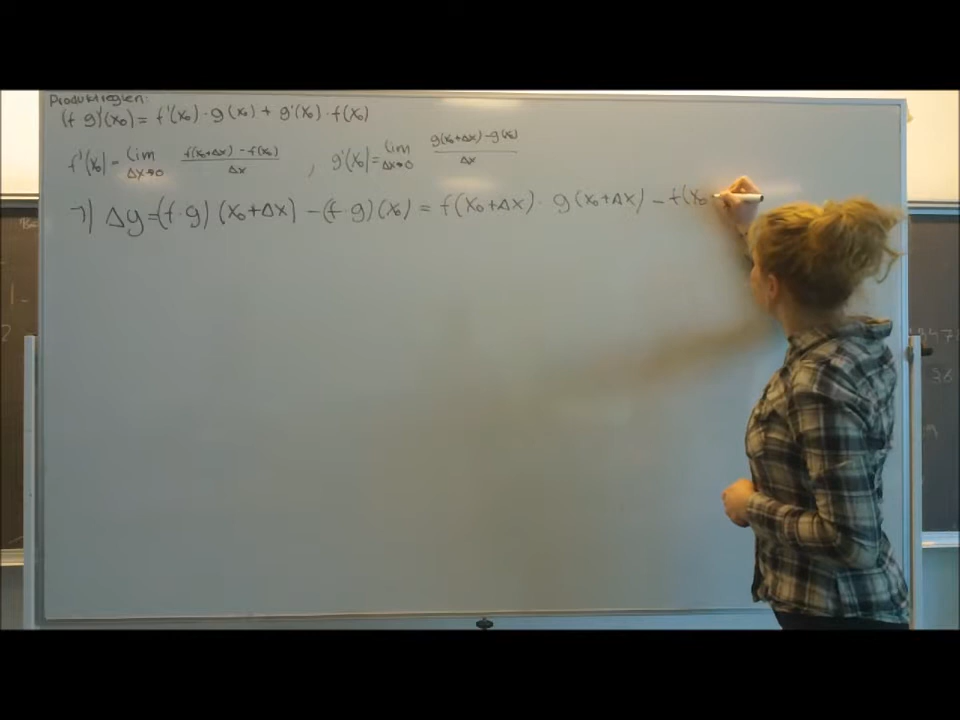 Produktreglen:
(f·g)'(x₀) = f'(x₀)·g(x₀) + g'(x₀)·f(x₀)
f'(x₀) = lim Δx→0 (f(x₀+Δx) - f(x₀))/Δx , g'(x₀) = lim Δx→0 (g(x₀+Δx) - g(x₀))/Δx
1) Δy = (f·g)(x₀+Δx) - (f·g)(x₀) = f(x₀+Δx)·g(x₀+Δx) - f(x₀